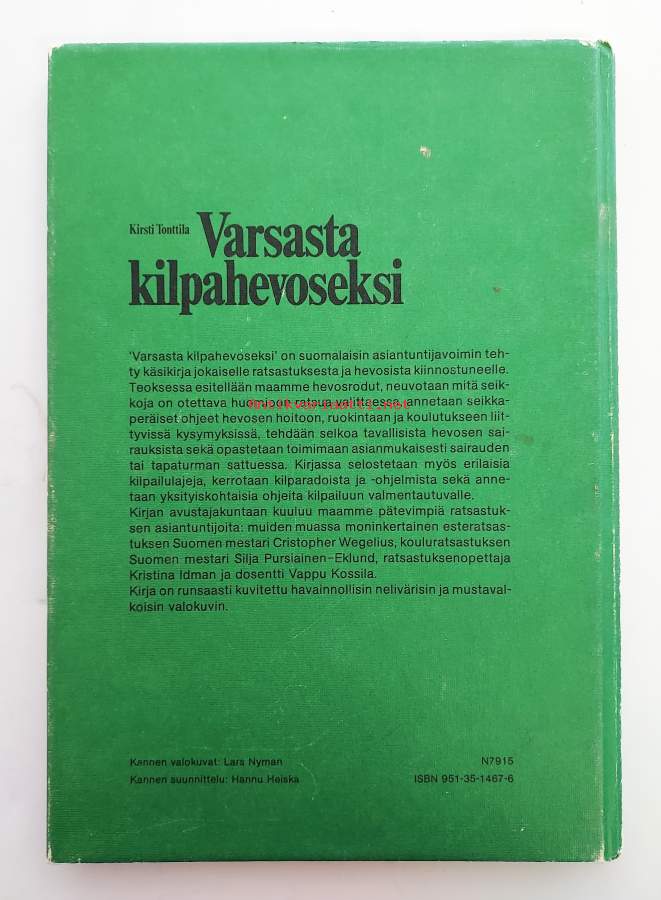 Kirsti Tonttila Varsasta
kilpahevoseksi
'Varsasta kilpahevoseksi' on suomalaisin asiantuntijavoimin teh-
ty käsikirja jokaiselle ratsastuksesta ja hevosista kiinnostuneelle.
Teoksessa esitellään maamme hevosrodut, neuvotaan mitä seik-
koja on otettava huomioon ratsua valittaessa, annetaan seikka-
peräiset ohjeet hevosen hoitoon, ruokintaan ja koulutukseen liit-
tyvissä kysymyksissä, tehdään selkoa tavallisista hevosen sai-
rauksista sekä opastetaan toimimaan asianmukaisesti sairauden
tai tapaturman sattuessa. Kirjassa selostetaan myös erilaisia
kilpailulajeja, kerrotaan kilparadoista ja -ohjelmista sekä anne-
taan yksityiskohtaisia ohjeita kilpailuun valmentautuvalle.
Kirjan avustajakuntaan kuuluu maamme pätevimpiä ratsastuk-
sen asiantuntijoita: muiden muassa moninkertainen esteratsas-
tuksen Suomen mestari Cristopher Wegelius, kouluratsastuksen
Suomen mestari Silja Pursiainen-Eklund, ratsastuksenopettaja
Kristina Idman ja dosentti Vappu Kossila.
Kirja on runsaasti kuvitettu havainnollisin nelivärisin ja mustaval-
koisin valokuvin.
Kannen valokuvat: Lars Nyman N7915
Kannen suunnittelu: Hannu Heiska ISBN 951-35-1467-6